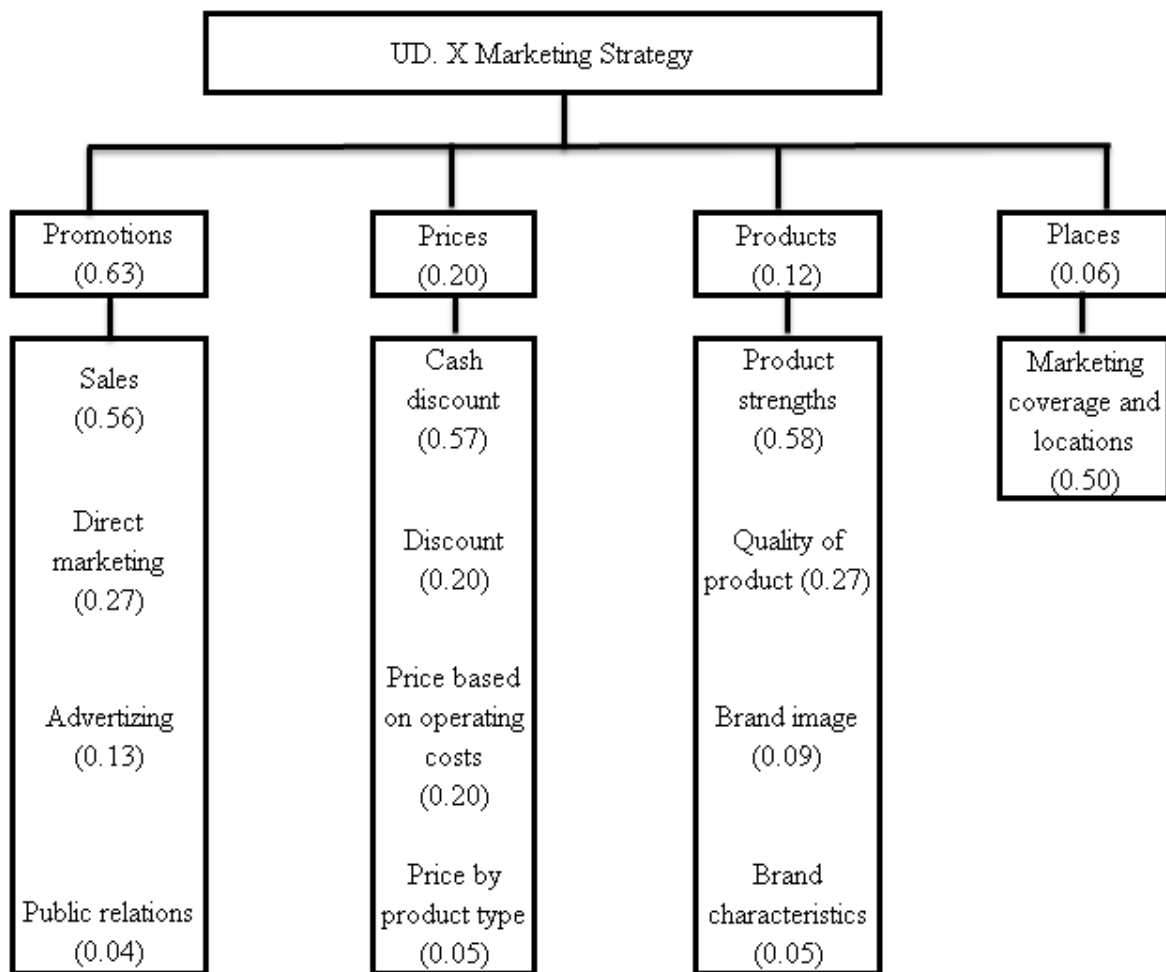 UD. X Marketing Strategy
Promotions
(0.63)
Prices
(0.20)
Products
(0.12)
Places
(0.06)
Sales
(0.56)
Direct
marketing
(0.27)
Advertizing
(0.13)
Public relations
(0.04)
Cash
discount
(0.57)
Discount
(0.20)
Price based
on operating
costs
(0.20)
Price by
product type
(0.05)
Product
strengths
(0.58)
Quality of
product (0.27)
Brand image
(0.09)
Brand
characteristics
(0.05)
Marketing
coverage and
locations
(0.50)